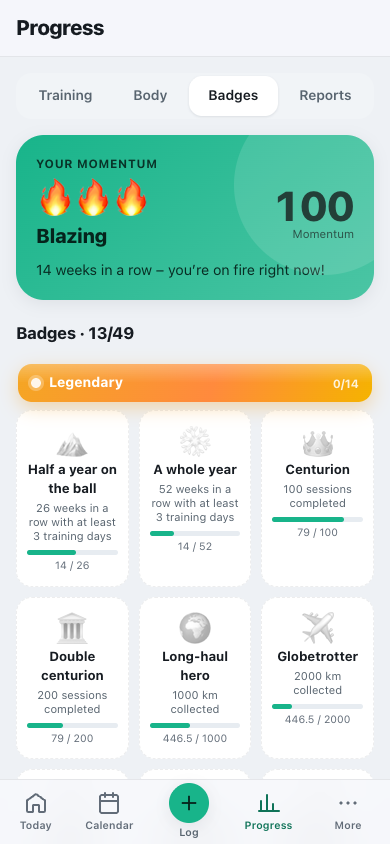 Progress
Training
Body
Badges
Reports
YOUR MOMENTUM
🔥🔥🔥
Blazing
100
Momentum
14 weeks in a row – you're on fire right now!
Badges · 13/49
Legendary
0/14
Half a year on
the ball
26 weeks in a
row with at least
3 training days
14 / 26
A whole year
52 weeks in a
row with at least
3 training days
14 / 52
Centurion
100 sessions
completed
79 / 100
Double
centurion
200 sessions
completed
79 / 200
Long-haul
hero
1000 km
collected
446.5 / 1000
Globetrotter
2000 km
collected
446.5 / 2000
Today
Calendar
Log
Progress
More